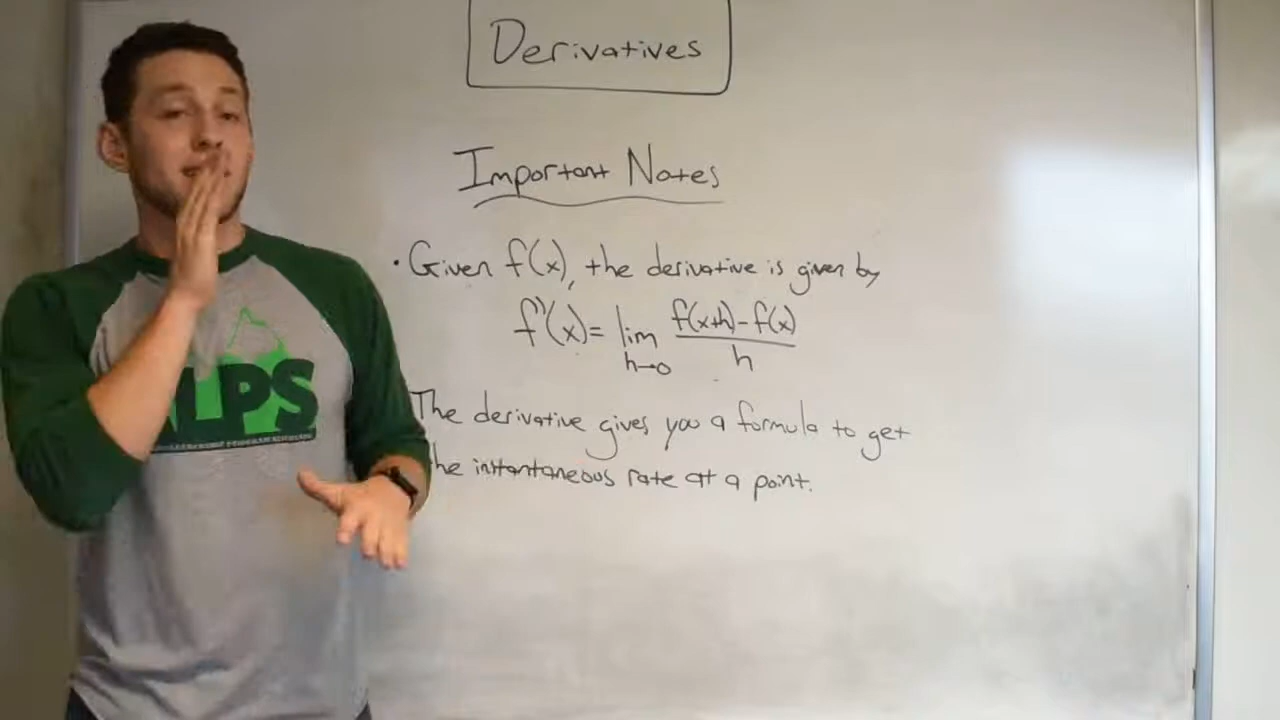 Derivatives
Important Notes
• Given f(x), the derivative is given by
f'(x) = lim h→0 f(x+h) - f(x) / h
The derivative gives you a formula to get
the instantaneous rate at a point.
ALPS